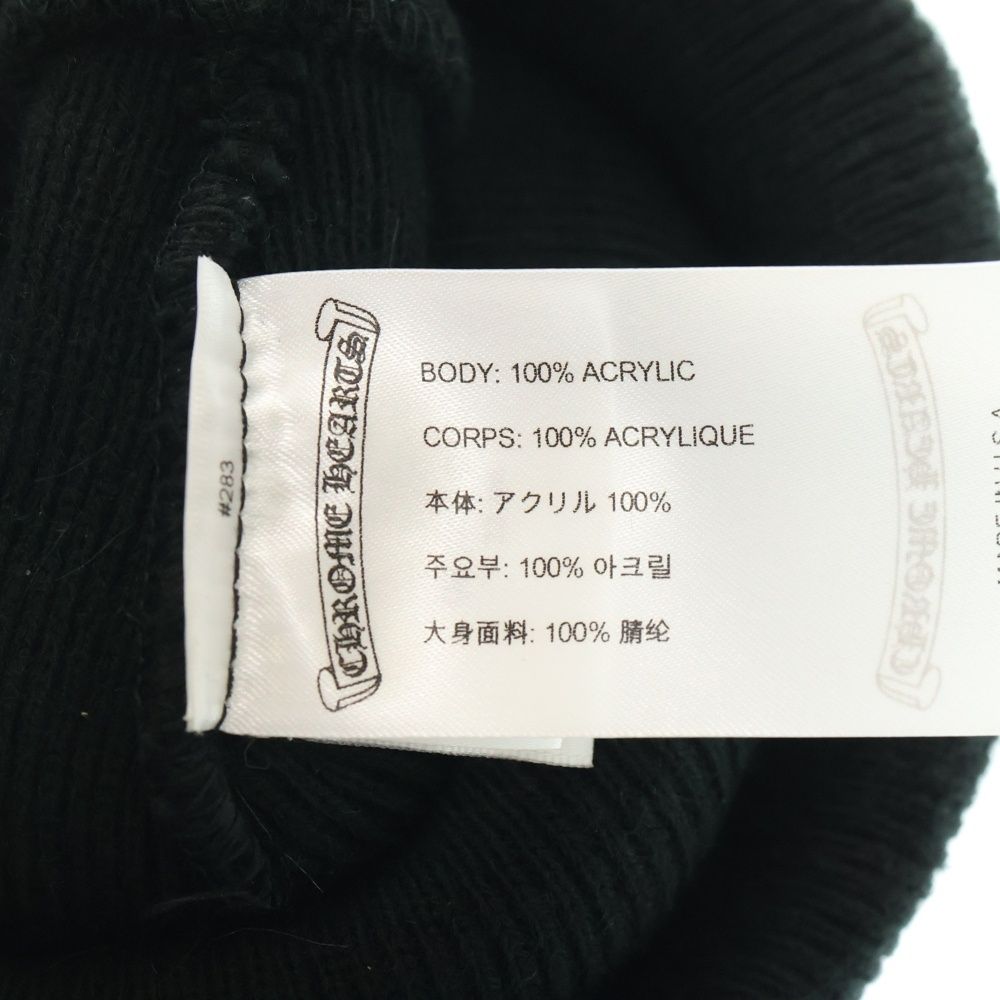 CHROME HEARTS
#283
BODY: 100% ACRYLIC
CORPS: 100% ACRYLIQUE
本体: アクリル 100%
주요부: 100% 아크릴
大身面料: 100% 腈纶